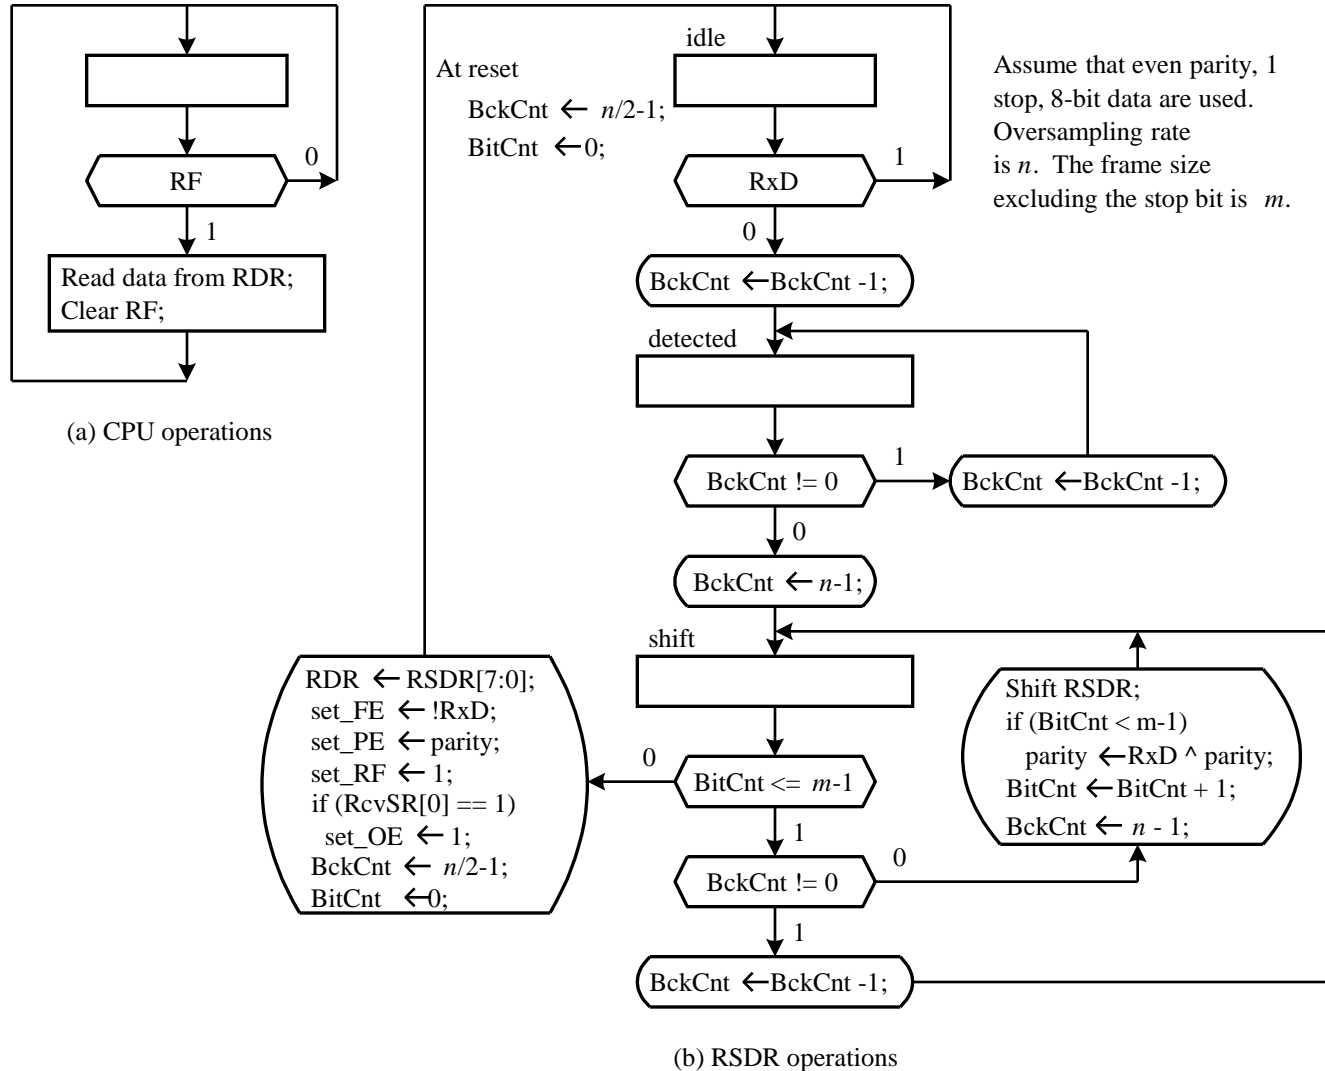 RF
0
1
Read data from RDR;
Clear RF;
(a) CPU operations
At reset
BckCnt ← n/2-1;
BitCnt ←0;
idle
RxD
1
0
BckCnt ←BckCnt -1;
detected
BckCnt != 0
1
BckCnt ←BckCnt -1;
0
BckCnt ← n-1;
shift
BitCnt <= m-1
0
1
BckCnt != 0
0
1
BckCnt ←BckCnt -1;
RDR ← RSDR[7:0];
set_FE ← !RxD;
set_PE ← parity;
set_RF ← 1;
if (RcvSR[0] == 1)
set_OE ← 1;
BckCnt ← n/2-1;
BitCnt ←0;
Shift RSDR;
if (BitCnt < m-1)
parity ←RxD ^ parity;
BitCnt ←BitCnt + 1;
BckCnt ← n - 1;
Assume that even parity, 1
stop, 8-bit data are used.
Oversampling rate
is n. The frame size
excluding the stop bit is m.
(b) RSDR operations